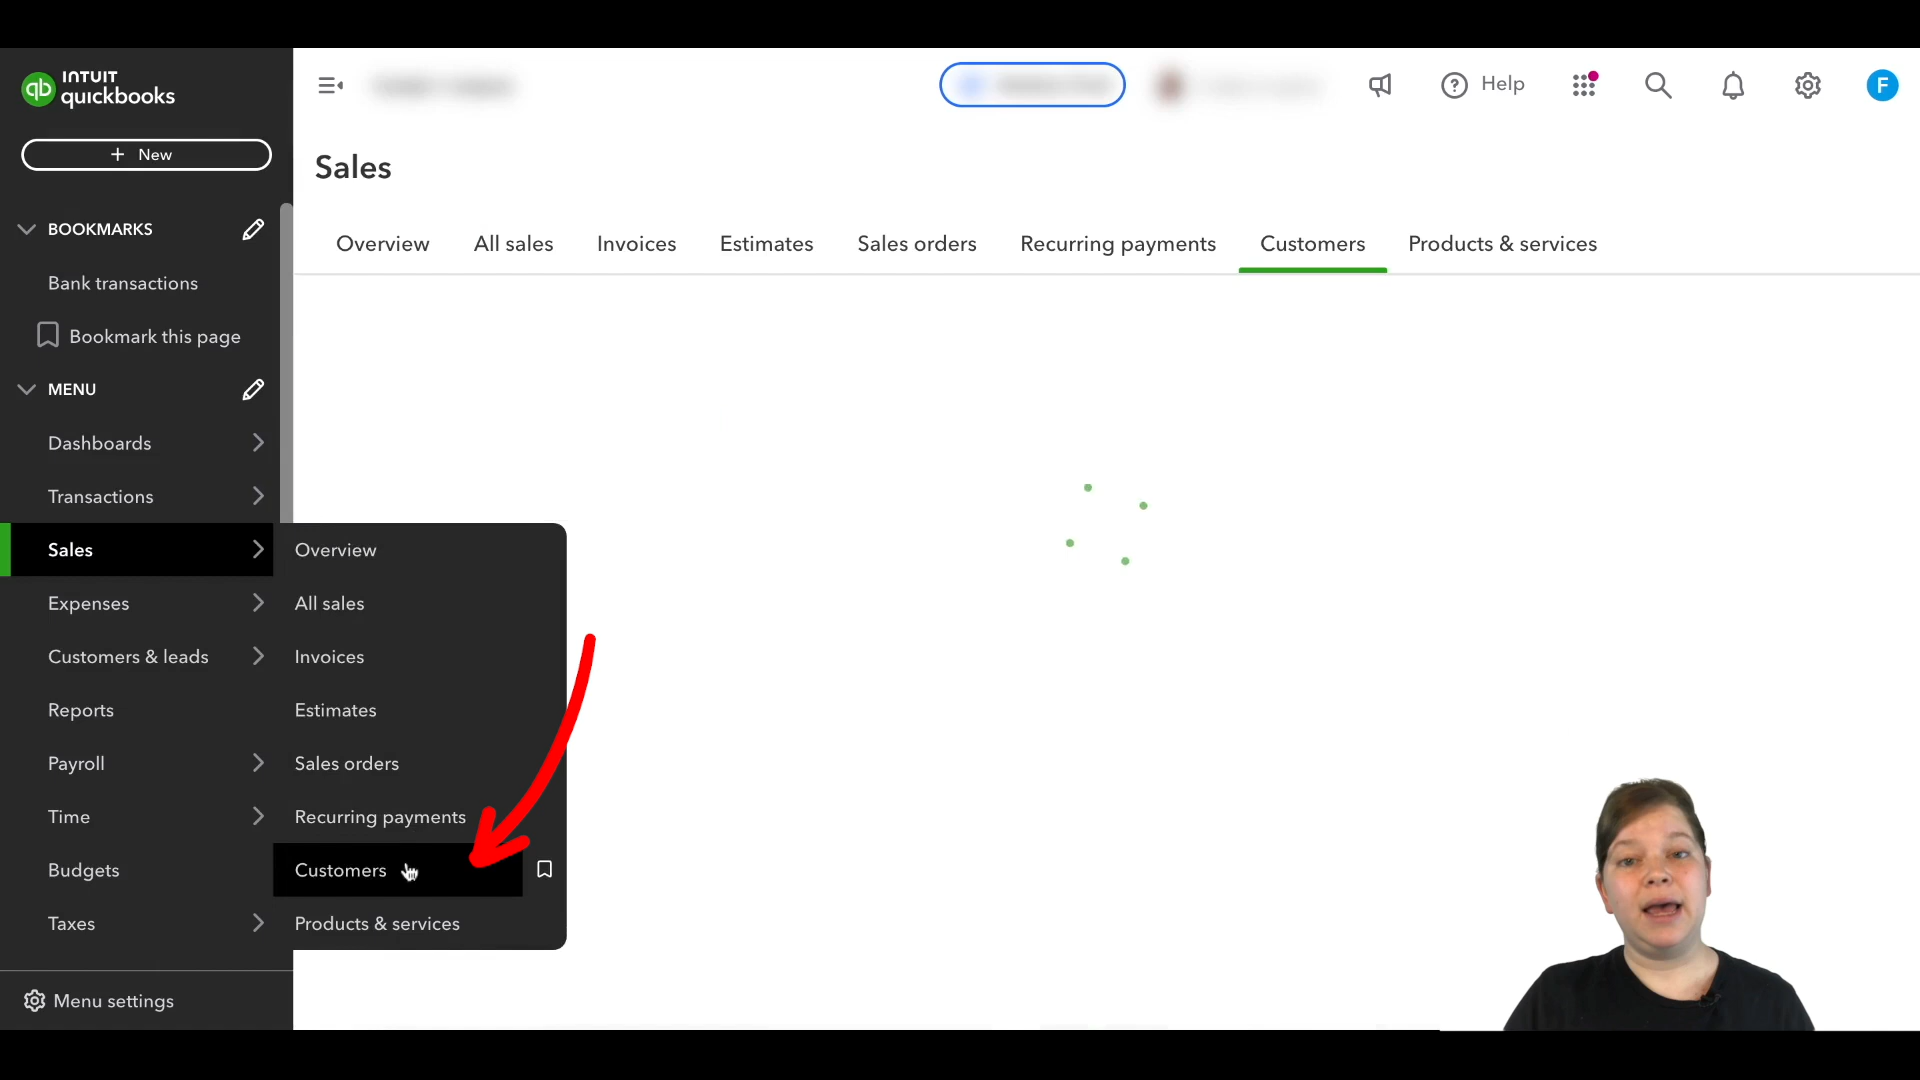 INTUIT
quickbooks
qb
+ New
BOOKMARKS
Bank transactions
Bookmark this page
MENU
Dashboards
Transactions
Sales
Expenses
Customers & leads
Reports
Payroll
Time
Budgets
Taxes
Menu settings
Overview
All sales
Invoices
Estimates
Sales orders
Recurring payments
Customers
Products & services
? Help
F
Sales
Overview All sales Invoices Estimates Sales orders Recurring payments Customers Products & services